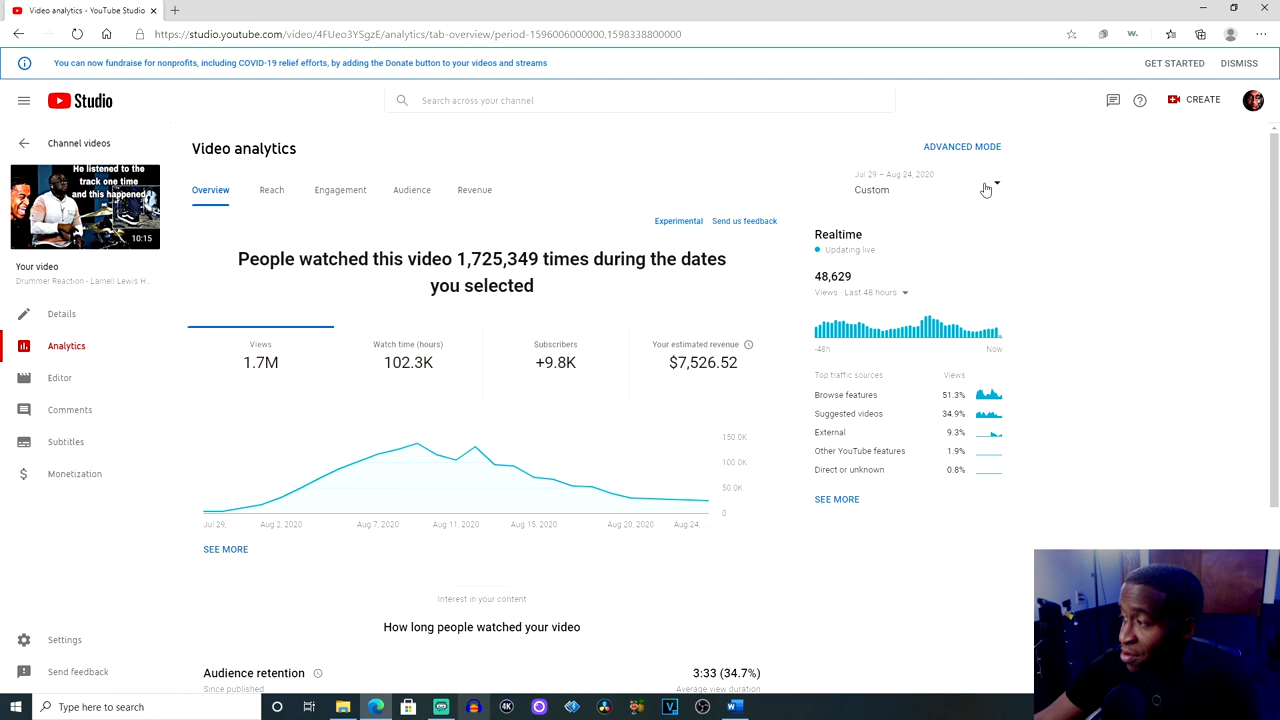 Video analytics - YouTube Studio
https://studio.youtube.com/video/4FUeo3YSgzE/analytics/tab-overview/period-1596006000000,1598338800000
You can now fundraise for nonprofits, including COVID-19 relief efforts, by adding the Donate button to your videos and streams
GET STARTED
DISMISS
Studio
Search across your channel
CREATE
Channel videos
He listened to the
track one time
and this happened
10:15
Your video
Drummer Reaction - Larnell Lewis H...
Details
Analytics
Editor
Comments
Subtitles
Monetization
Settings
Send feedback
Video analytics
ADVANCED MODE
Overview
Reach
Engagement
Audience
Revenue
Jul 29 – Aug 24, 2020
Custom
Experimental
Send us feedback
People watched this video 1,725,349 times during the dates
you selected
Views
1.7M
Watch time (hours)
102.3K
Subscribers
+9.8K
Your estimated revenue
$7,526.52
150.0K
100.0K
50.0K
0
Jul 29,
Aug 2, 2020
Aug 7, 2020
Aug 11, 2020
Aug 15, 2020
Aug 20, 2020
Aug 24,...
SEE MORE
Interest in your content
How long people watched your video
Audience retention
Since published
3:33 (34.7%)
Average view duration
Realtime
Updating live
48,629
Views · Last 48 hours
-48h
Now
Top traffic sources
Views
Browse features
51.3%
Suggested videos
34.9%
External
9.3%
Other YouTube features
1.9%
Direct or unknown
0.8%
SEE MORE
Type here to search
4K
V
W